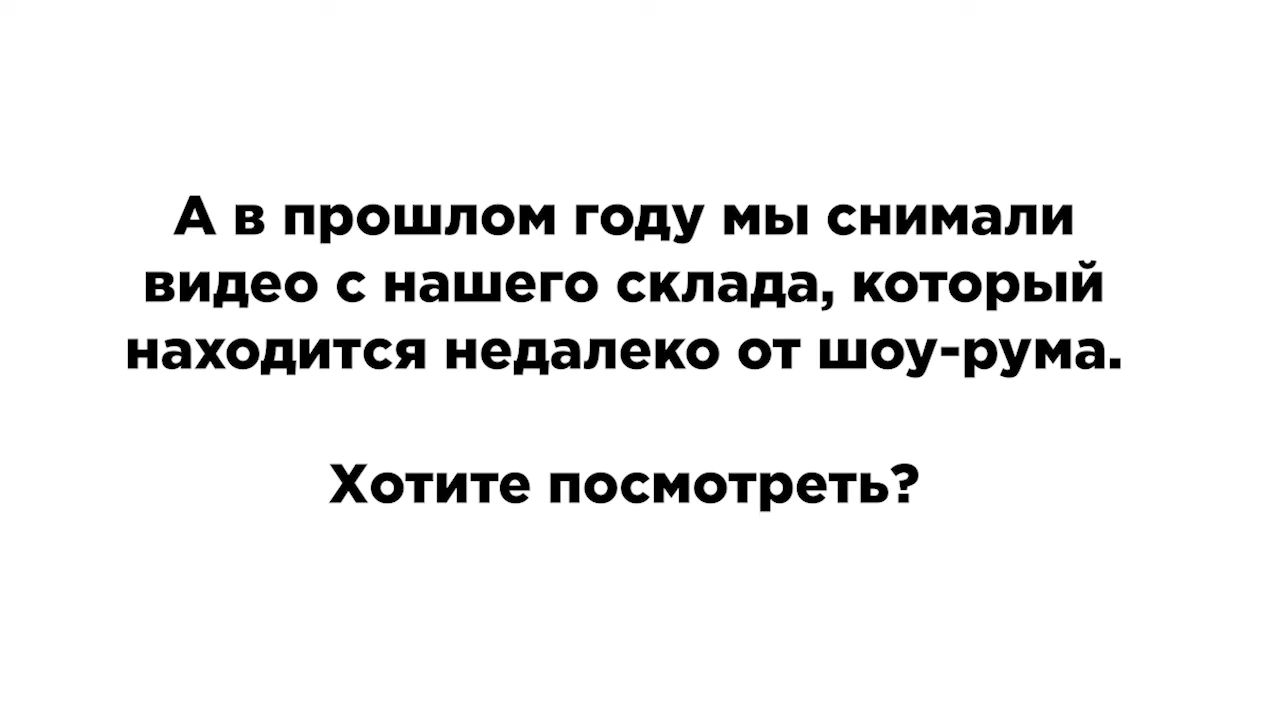 А в прошлом году мы снимали
видео с нашего склада, который
находится недалеко от шоу-рума.
Хотите посмотреть?